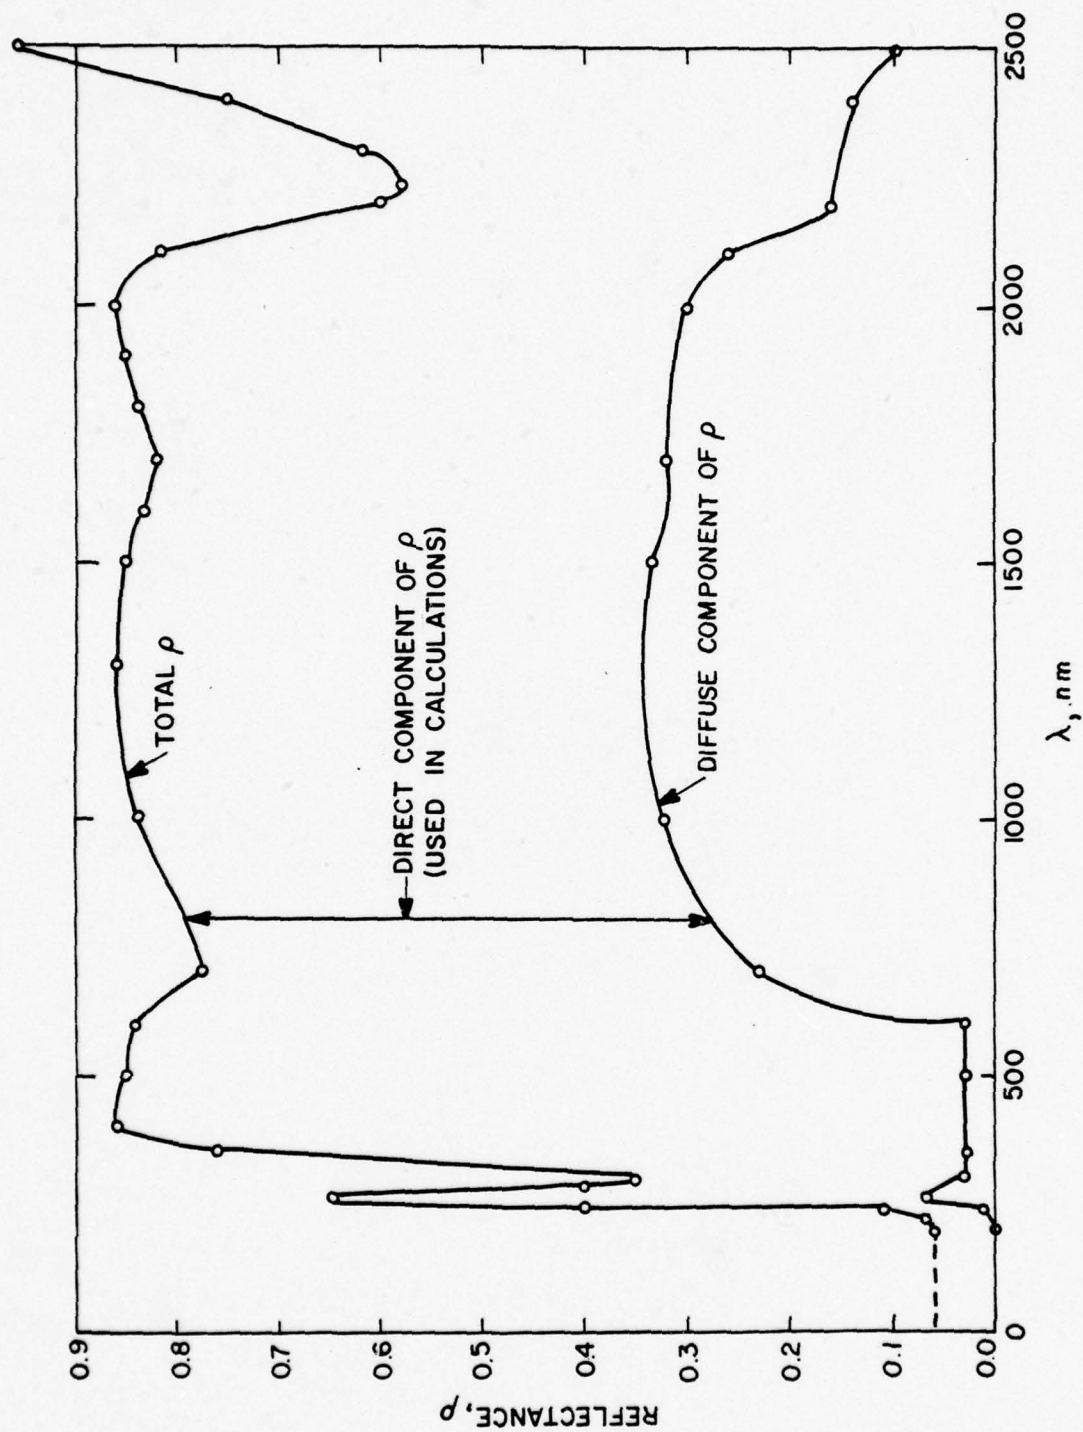 0.9
0.8
0.7
0.6
0.5
0.4
0.3
0.2
0.1
0.0
REFLECTANCE, ρ
TOTAL ρ
DIRECT COMPONENT OF ρ
(USED IN CALCULATIONS)
DIFFUSE COMPONENT OF ρ
0
500
1000
1500
2000
2500
λ, nm